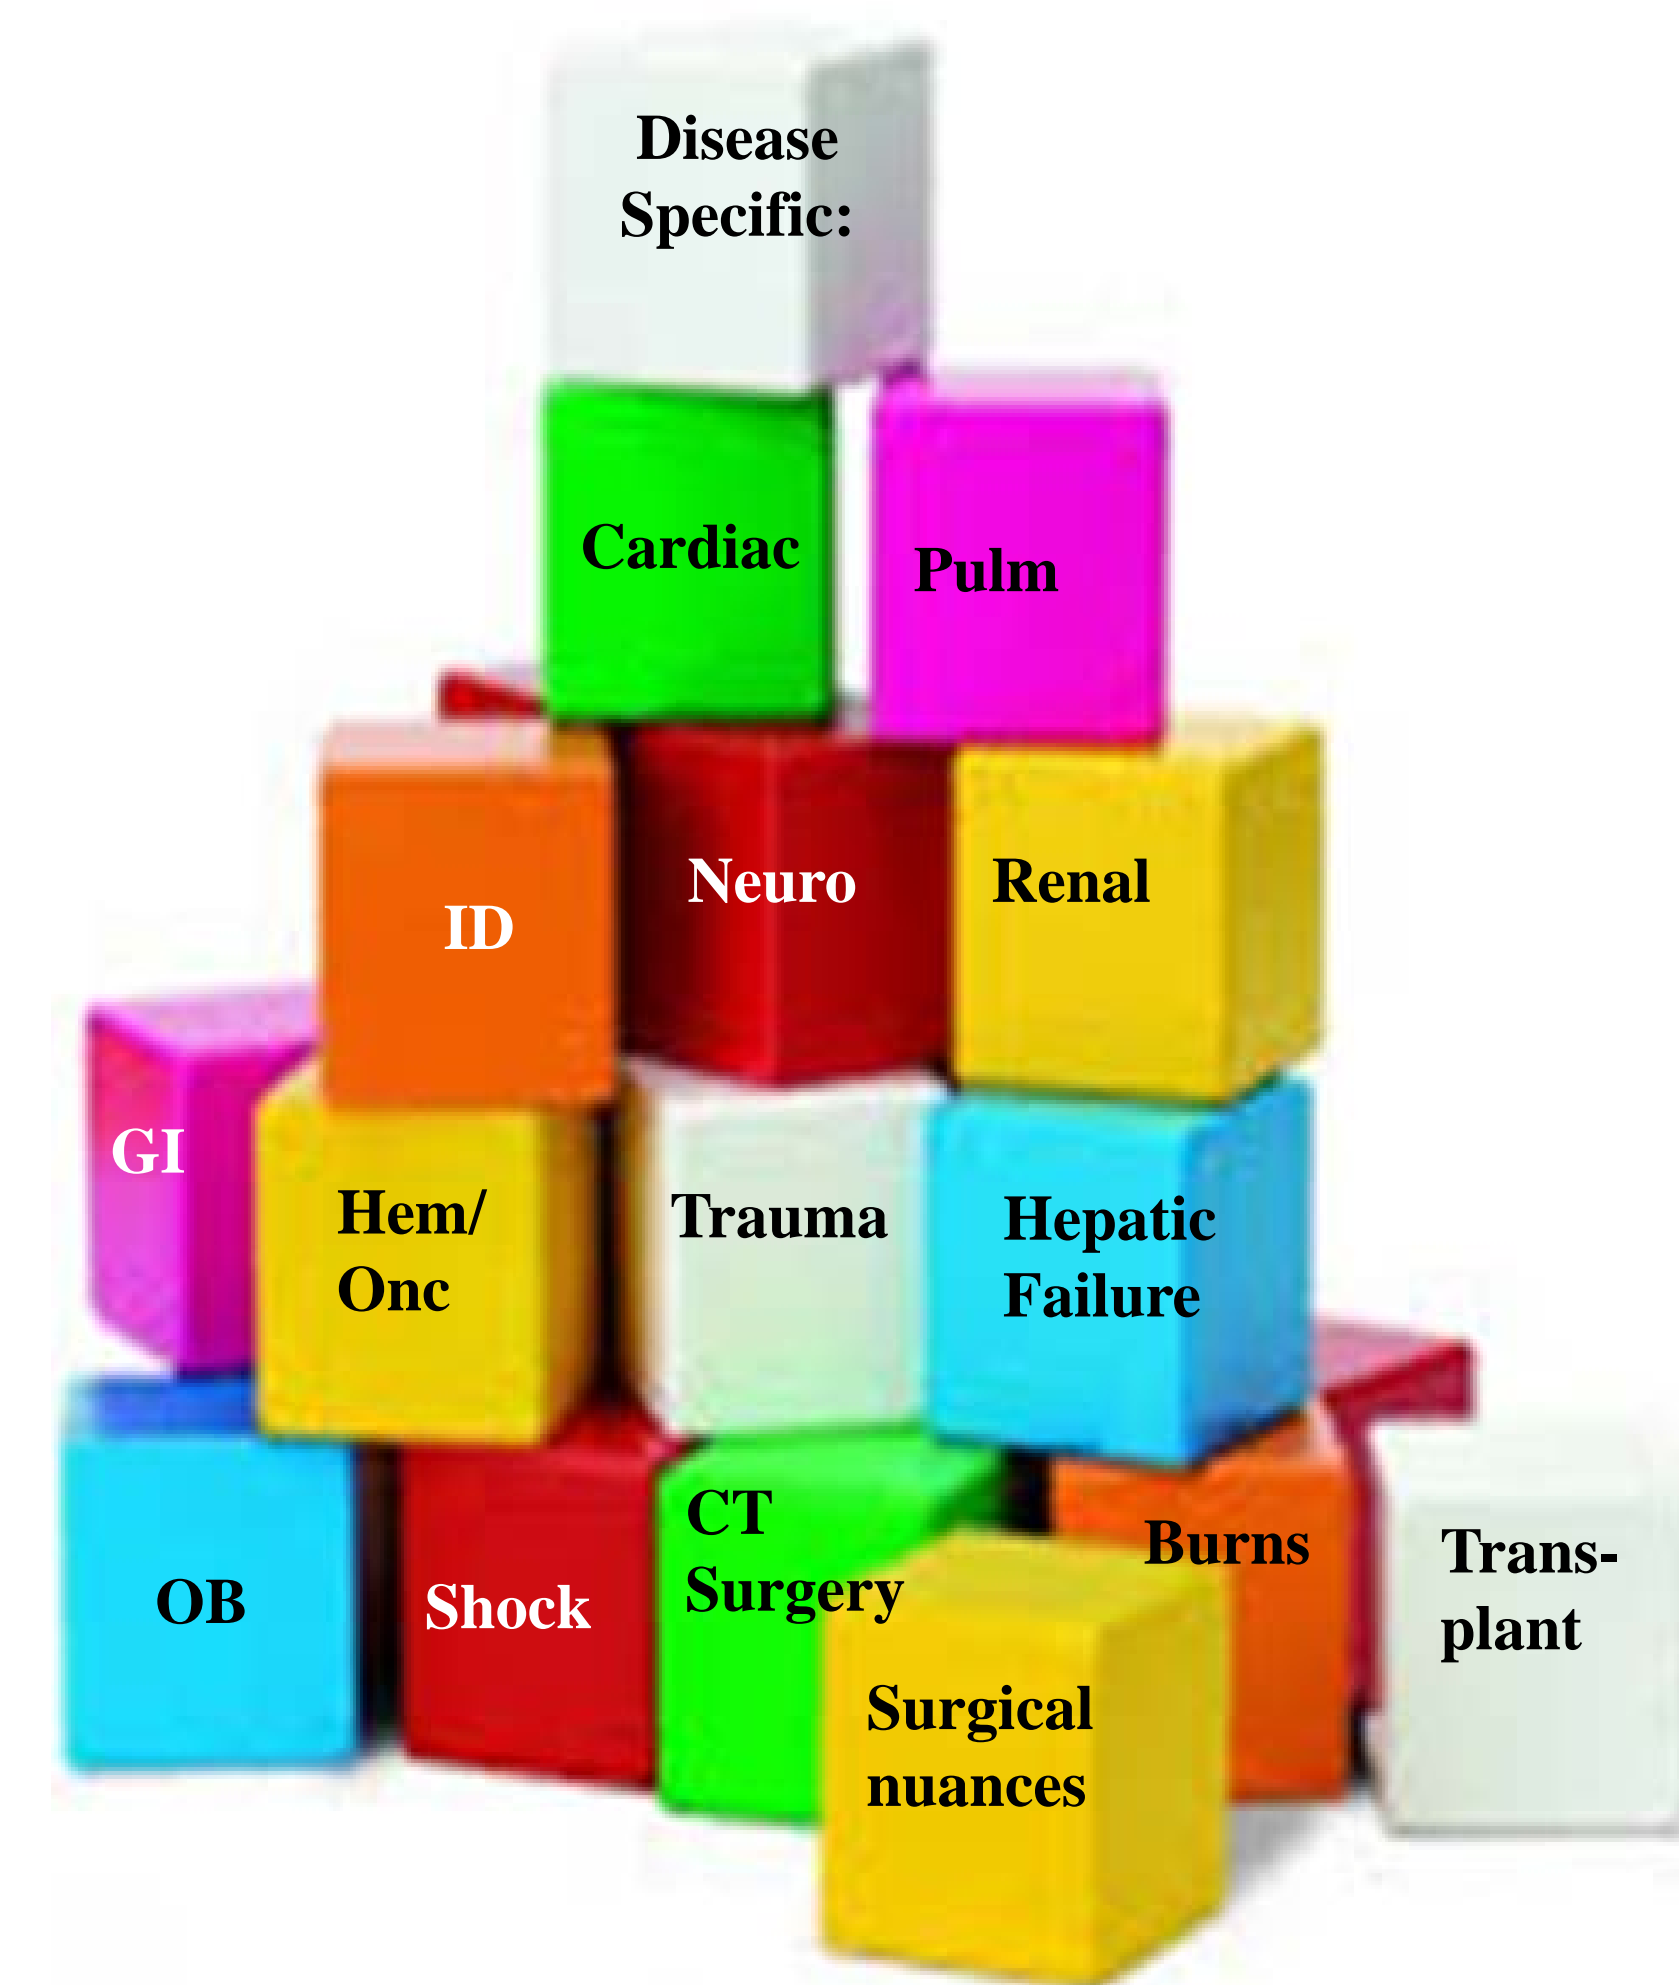 Disease
Specific:
Cardiac
Pulm
ID
Neuro
Renal
GI
Hem/
Onc
Trauma
Hepatic
Failure
OB
Shock
CT
Surgery
Surgical
nuances
Burns
Trans-
plant